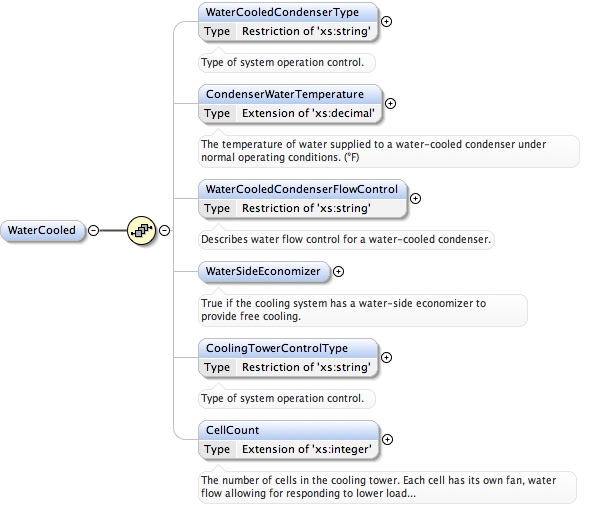 WaterCooledCondenserType
Type Restriction of 'xs:string'
Type of system operation control.
CondenserWaterTemperature
Type Extension of 'xs:decimal'
The temperature of water supplied to a water-cooled condenser under
normal operating conditions. (°F)
WaterCooledCondenserFlowControl
Type Restriction of 'xs:string'
Describes water flow control for a water-cooled condenser.
WaterCooled
WaterSideEconomizer
True if the cooling system has a water-side economizer to
provide free cooling.
CoolingTowerControlType
Type Restriction of 'xs:string'
Type of system operation control.
CellCount
Type Extension of 'xs:integer'
The number of cells in the cooling tower. Each cell has its own fan, water
flow allowing for responding to lower load...